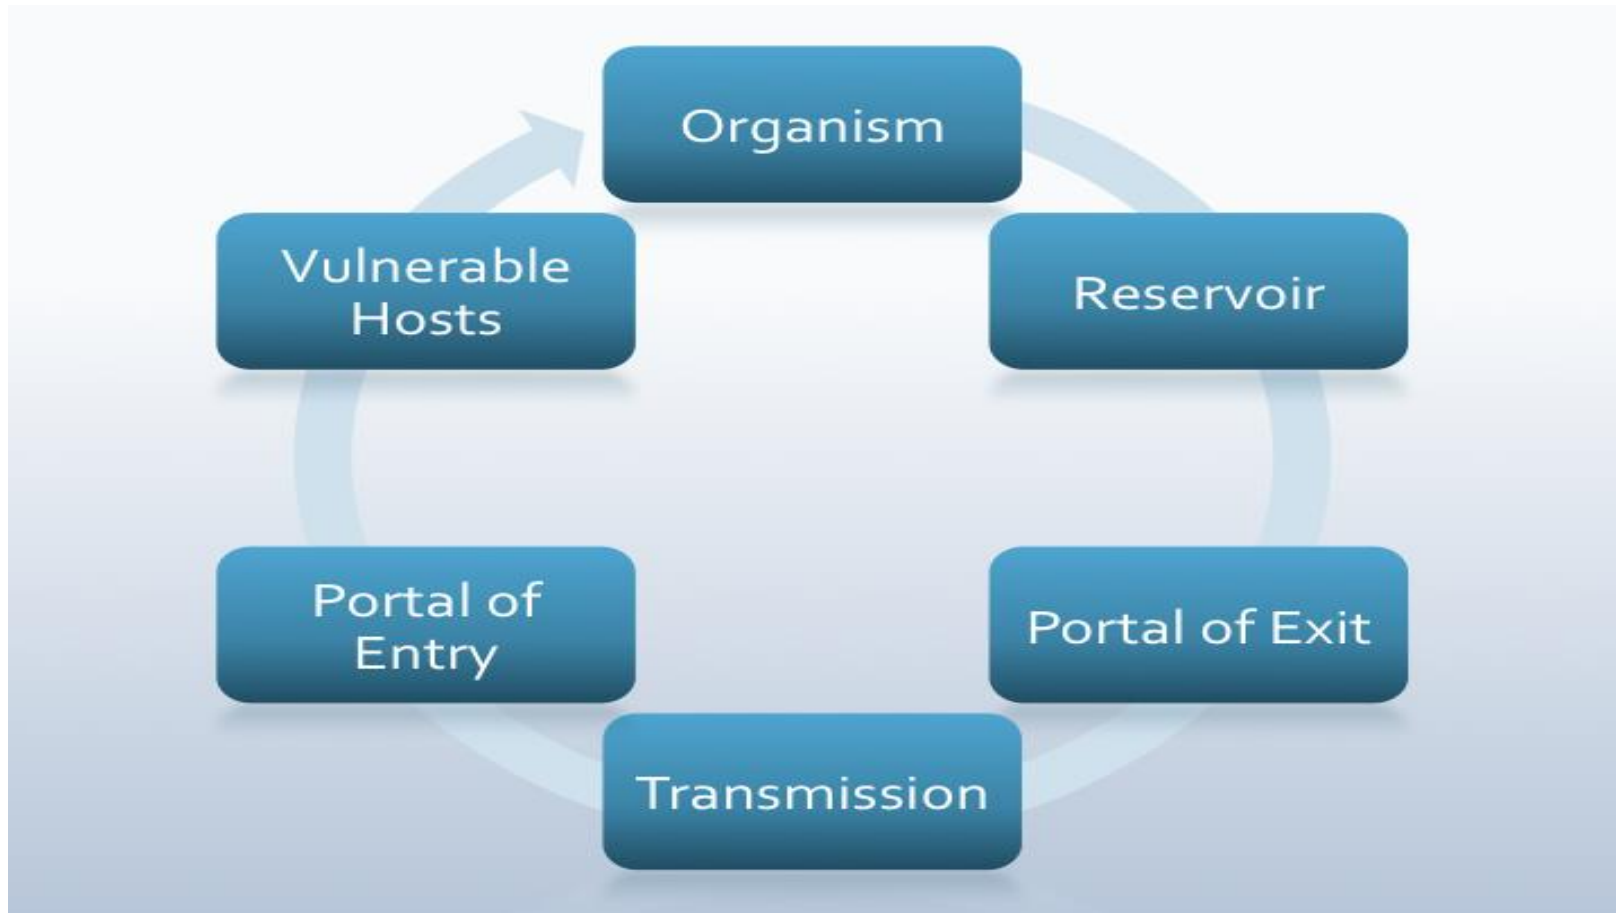 Organism
Reservoir
Portal of Exit
Transmission
Portal of
Entry
Vulnerable
Hosts